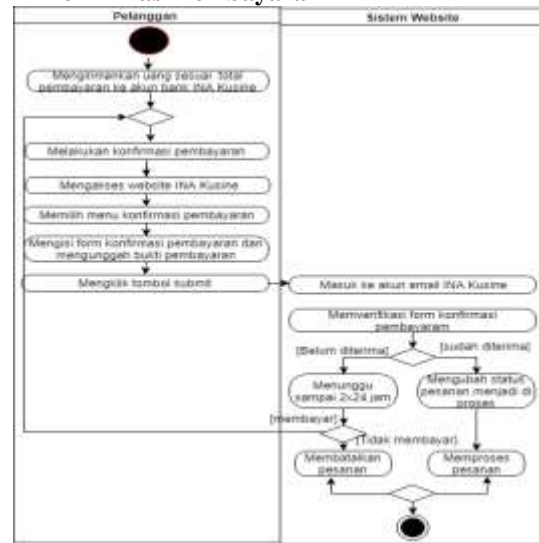 Pelanggan
Sistem Website
Mengirimankan uang sesuai total
pembayaran ke akun bank INA Kusine
Melakukan konfirmasi pembayaran
Mengakses website INA Kusine
Memilih menu konfirmasi pembayaran
Mengisi form konfirmasi pembayaran dan
mengunggah bukti pembayaran
Mengklik tombol submit
Masuk ke akun email INA Kusine
Memverifikasi form konfirmasi
pembayaram
[Belum diterima]
[sudah diterima]
Menunggu
sampai 2x24 jam
Mengubah status
pesanan menjadi di
proses
[membayar]
(Tidak membayar)
Membatalkan
pesanan
Memproses
pesanan